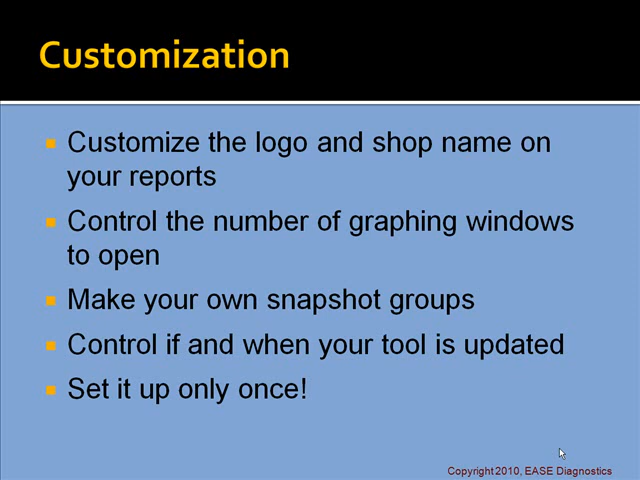 Customization
Customize the logo and shop name on
your reports
Control the number of graphing windows
to open
Make your own snapshot groups
Control if and when your tool is updated
Set it up only once!
Copyright 2010, EASE Diagnostics